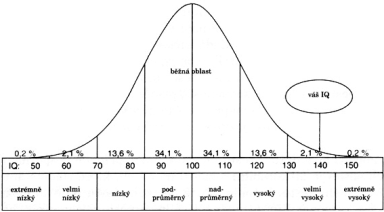 běžná oblast
váš IQ
0,2 % 2,1 % 13,6 % 34,1 % 34,1 % 13,6 % 2,1 % 0,2 %
IQ: 50 60 70 80 90 100 110 120 130 140 150
extrémně nízký
velmi nízký
nízký
pod-průměrný
nad-průměrný
vysoký
velmi vysoký
extrémně vysoký